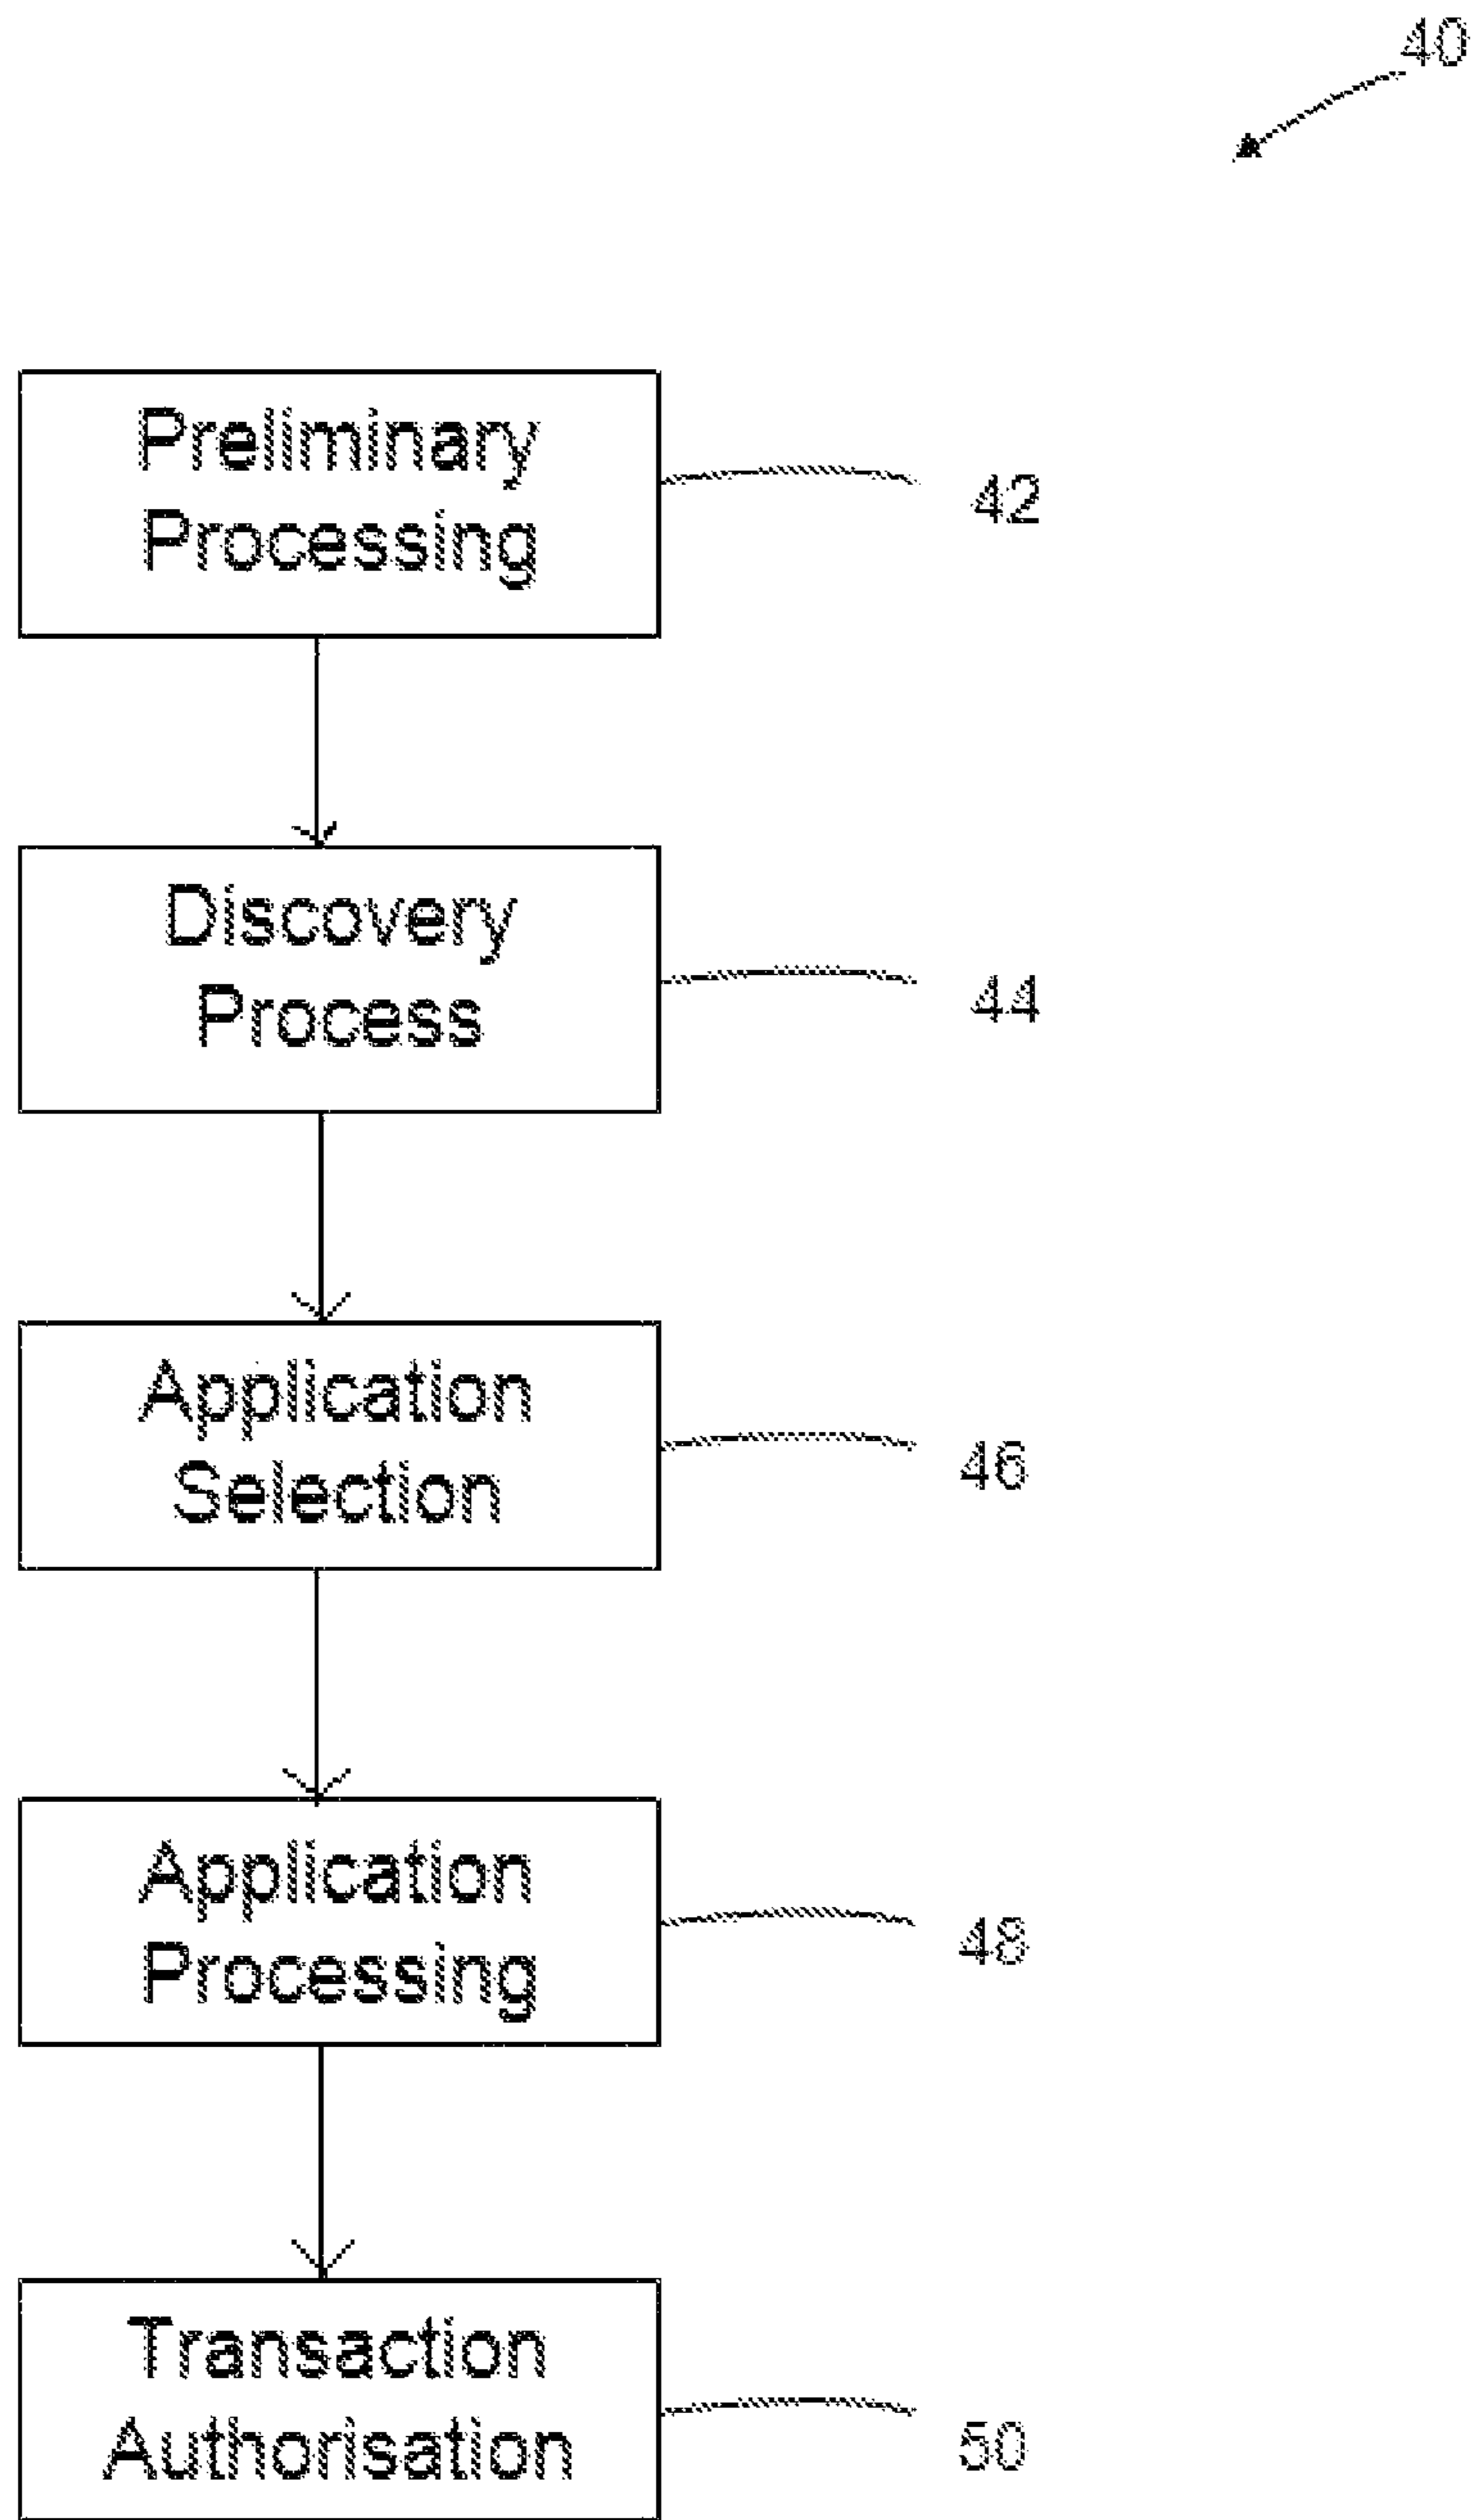 40
Preliminary
Processing
42
Discovery
Process
44
Application
Selection
46
Application
Processing
48
Transaction
Authorisation
50